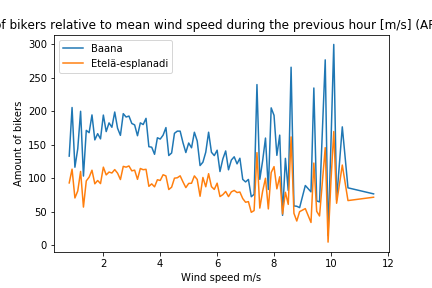 of bikers relative to mean wind speed during the previous hour [m/s]
Baana
Etelä-esplanadi
Amount of bikers
300
250
200
150
100
50
0
2
4
6
8
10
12
Wind speed m/s